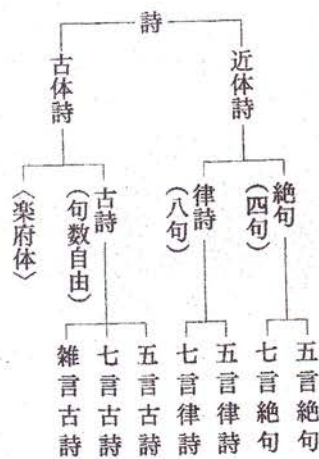 詩
近体詩
古体詩
絶句
(四句)
律詩
(八句)
古詩
(句数自由)
〈楽府体〉
五言絶句
七言絶句
五言律詩
七言律詩
五言古詩
七言古詩
雑言古詩